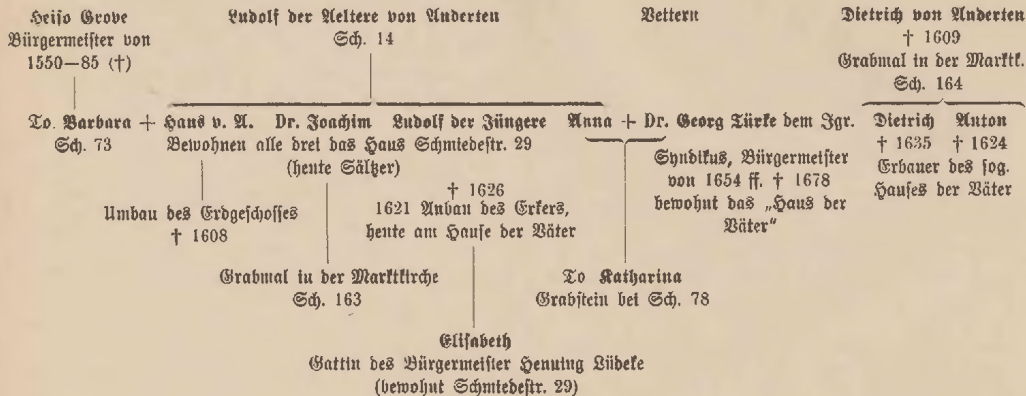 Heiso Grove
Bürgermeister von
1550—85 (†)
Ludolf der Aeltere von Anderten
Sch. 14
Vettern
Dietrich von Anderten
† 1609
Grabmal in der Marktk.
Sch. 164
To. Barbara + Hans v. A. Dr. Joachim Ludolf der Jüngere Anna + Dr. Georg Türke dem Jgr. Dietrich Anton
Sch. 73
Bewohnen alle drei das Haus Schmiedestr. 29
(heute Sältzer)
Syndikus, Bürgermeister
von 1654 ff. † 1678
bewohnt das „Haus der
Väter“
† 1635 † 1624
Erbauer des sog.
Hauses der Väter
Umbau des Erdgeschosses
† 1608
† 1626
1621 Anbau des Erkers,
heute am Hause der Väter
Grabmal in der Marktkirche
Sch. 163
To Katharina
Grabstein bei Sch. 78
Elisabeth
Gattin des Bürgermeister Henning Lüdeke
(bewohnt Schmiedestr. 29)